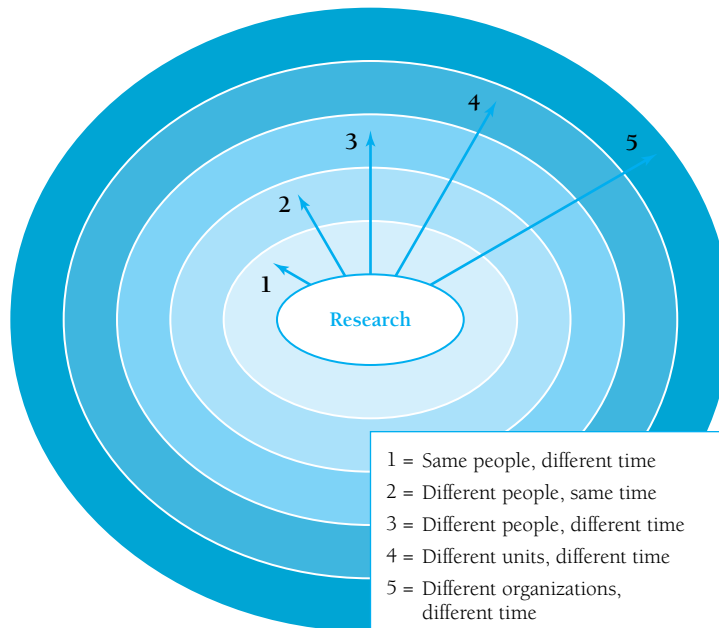 4
5
3
2
1
Research
1 = Same people, different time
2 = Different people, same time
3 = Different people, different time
4 = Different units, different time
5 = Different organizations,
different time